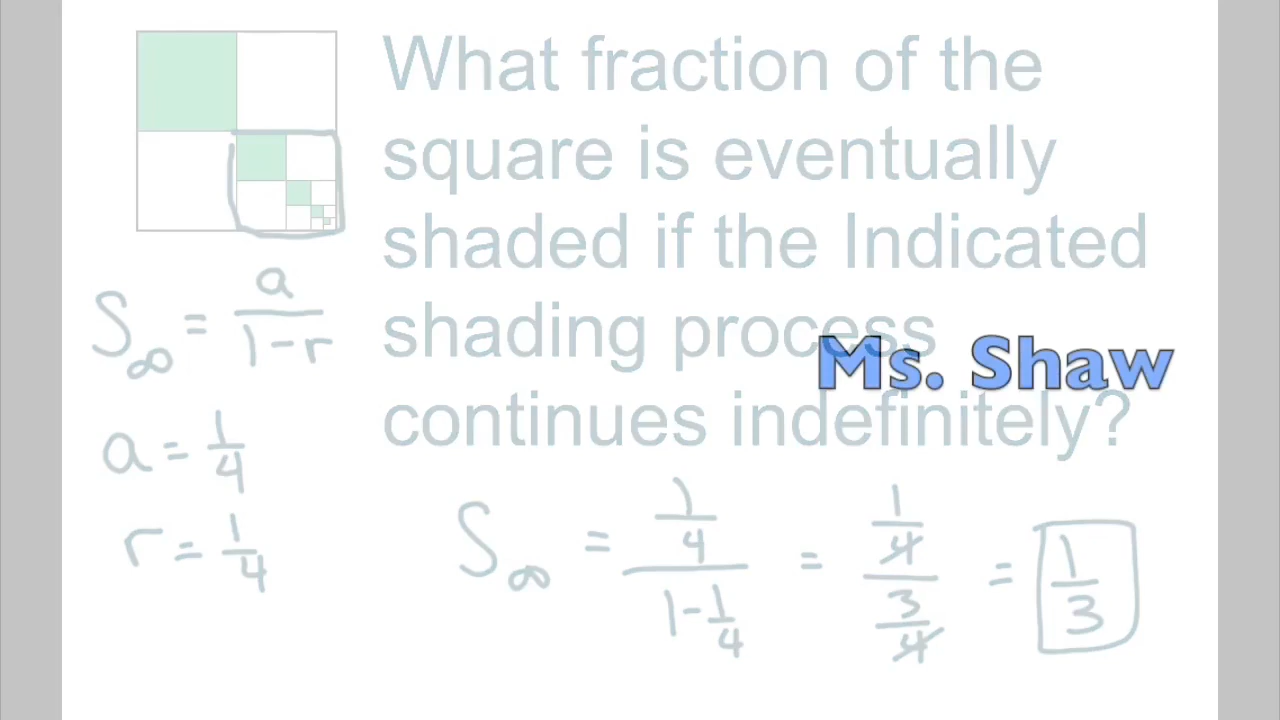 What fraction of the
square is eventually
shaded if the Indicated
shading process
Ms. Shaw
continues indefinitely?
S∞ = a/(1-r)
a = 1/4
r = 1/4
S∞ = (1/4)/(1-1/4) = (1/4)/(3/4) = 1/3